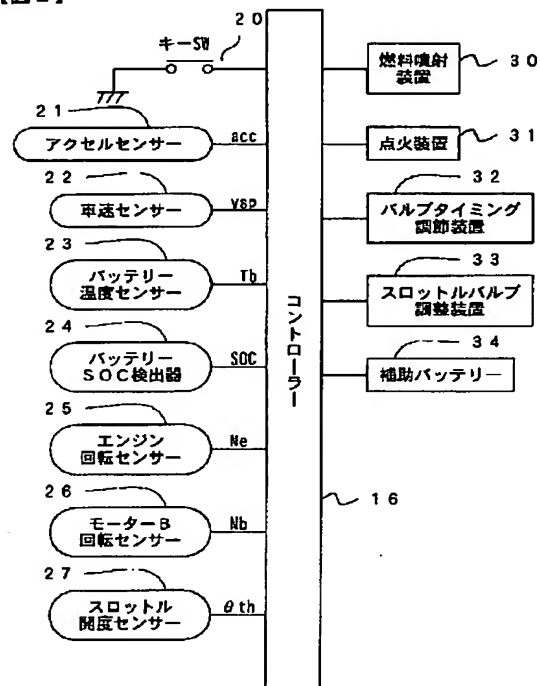 ２０
キーSW
２１
アクセルセンサー
acc
２２
車速センサー
vsp
２３
バッテリー
温度センサー
Tb
２４
バッテリー
ＳＯＣ検出器
SOC
２５
エンジン
回転センサー
Ne
２６
モーターB
回転センサー
Nb
２７
スロットル
開度センサー
θth
コントローラー
１６
燃料噴射
装置
３０
点火装置
３１
３２
バルブタイミング
調節装置
３３
スロットルバルブ
調整装置
３４
補助バッテリー